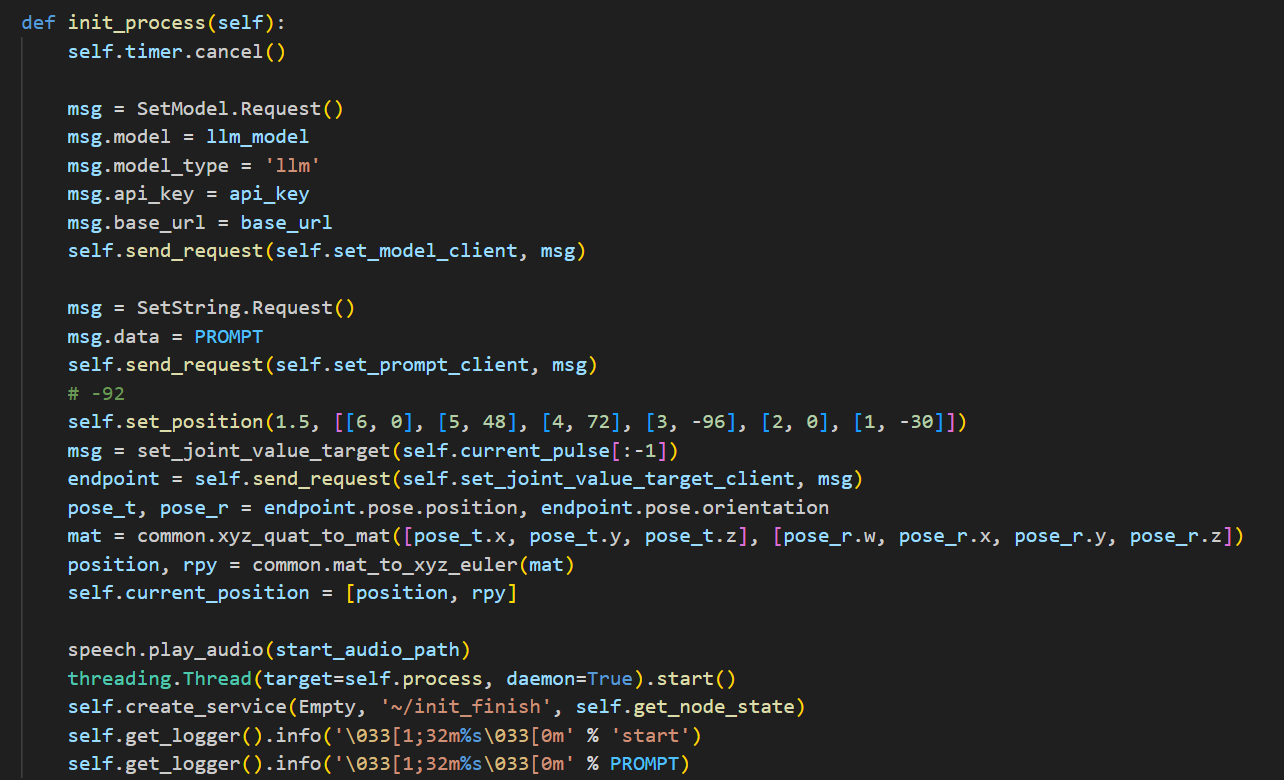 def init_process(self):
    self.timer.cancel()

    msg = SetModel.Request()
    msg.model = llm_model
    msg.model_type = 'llm'
    msg.api_key = api_key
    msg.base_url = base_url
    self.send_request(self.set_model_client, msg)

    msg = SetString.Request()
    msg.data = PROMPT
    self.send_request(self.set_prompt_client, msg)
    # -92
    self.set_position(1.5, [[6, 0], [5, 48], [4, 72], [3, -96], [2, 0], [1, -30]])
    msg = set_joint_value_target(self.current_pulse[:-1])
    endpoint = self.send_request(self.set_joint_value_target_client, msg)
    pose_t, pose_r = endpoint.pose.position, endpoint.pose.orientation
    mat = common.xyz_quat_to_mat([pose_t.x, pose_t.y, pose_t.z], [pose_r.w, pose_r.x, pose_r.y, pose_r.z])
    position, rpy = common.mat_to_xyz_euler(mat)
    self.current_position = [position, rpy]

    speech.play_audio(start_audio_path)
    threading.Thread(target=self.process, daemon=True).start()
    self.create_service(Empty, '~/init_finish', self.get_node_state)
    self.get_logger().info('\033[1;32m%s\033[0m' % 'start')
    self.get_logger().info('\033[1;32m%s\033[0m' % PROMPT)